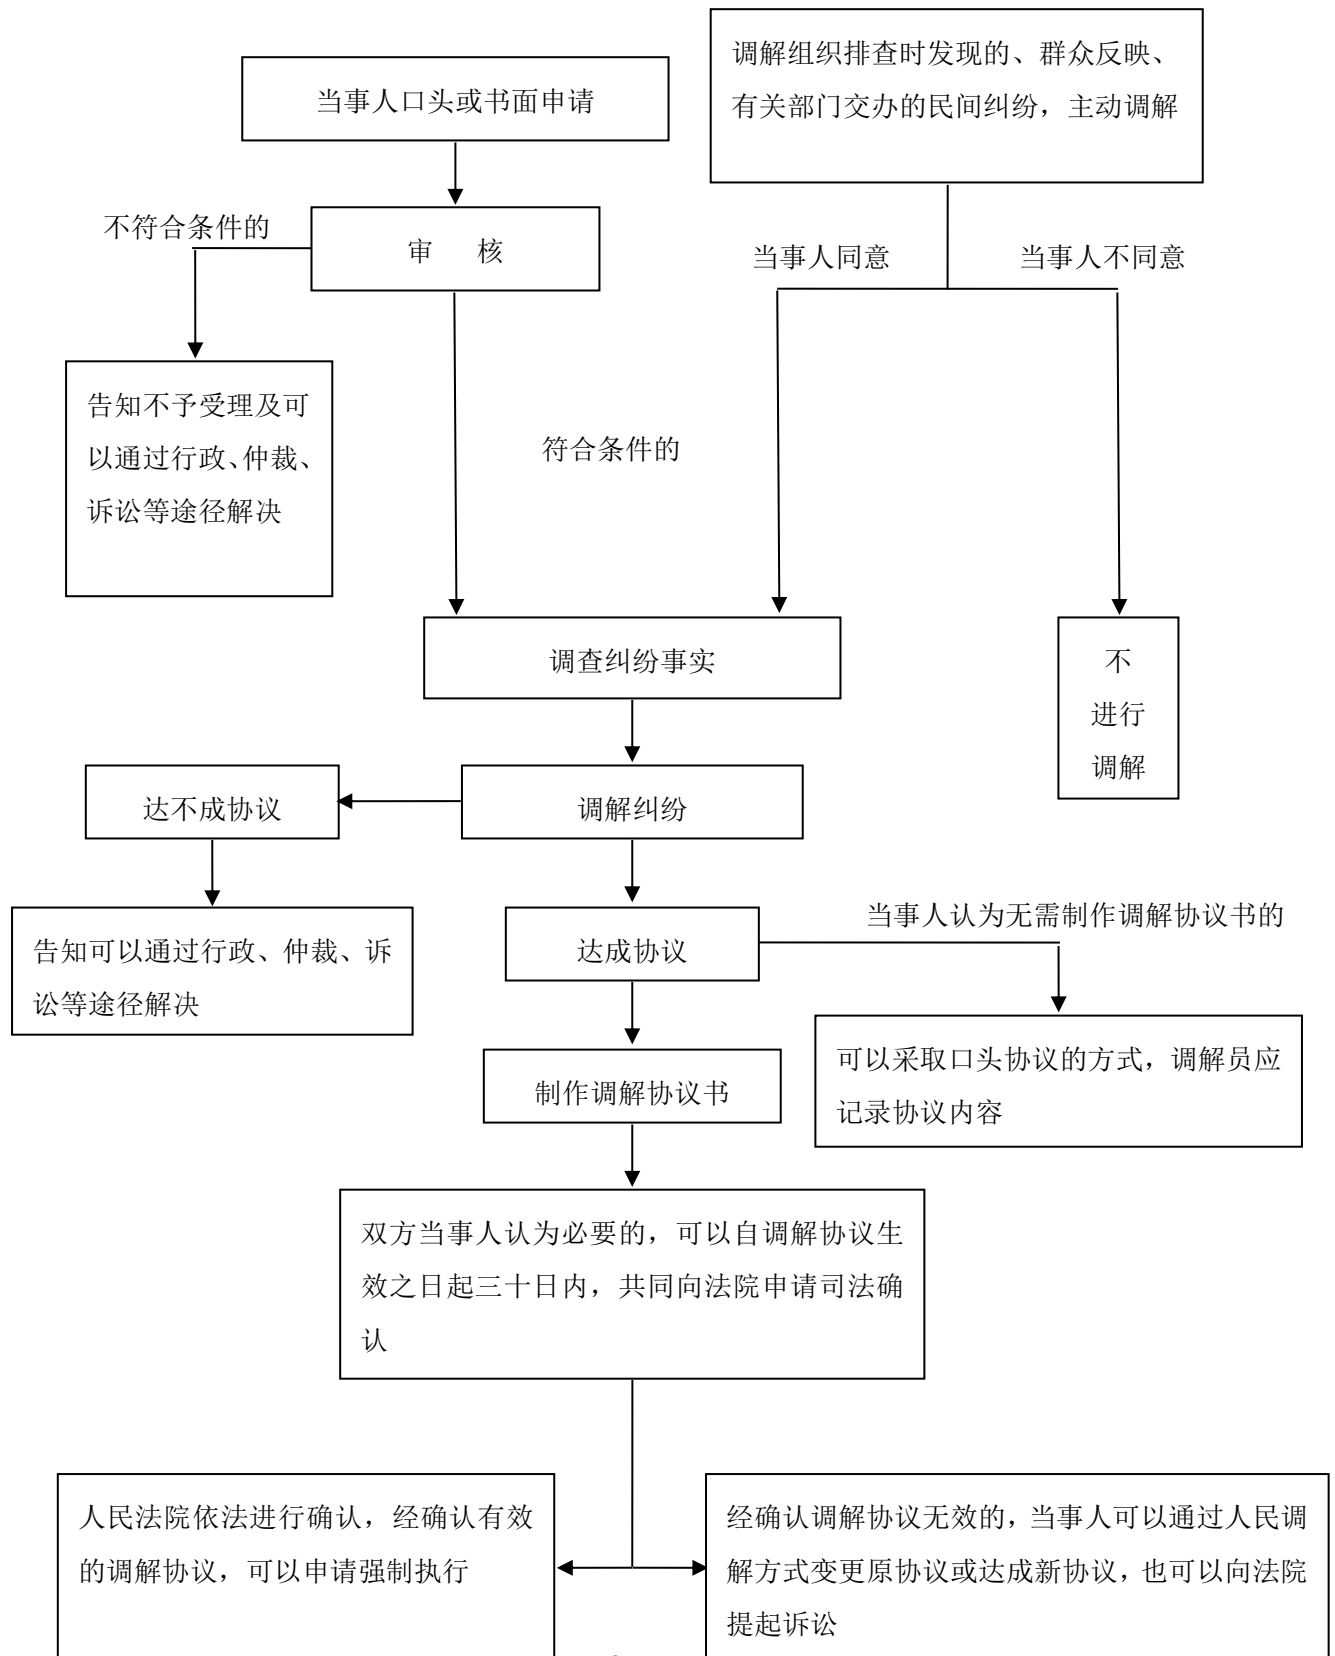 当事人口头或书面申请
调解组织排查时发现的、群众反映、
有关部门交办的民间纠纷，主动调解
不符合条件的
审 核
当事人同意
当事人不同意
告知不予受理及可
以通过行政、仲裁、
诉讼等途径解决
符合条件的
调查纠纷事实
不
进行
调解
达不成协议
调解纠纷
告知可以通过行政、仲裁、诉
讼等途径解决
达成协议
当事人认为无需制作调解协议书的
可以采取口头协议的方式，调解员应
记录协议内容
制作调解协议书
双方当事人认为必要的，可以自调解协议生
效之日起三十日内，共同向法院申请司法确
认
人民法院依法进行确认，经确认有效
的调解协议，可以申请强制执行
经确认调解协议无效的，当事人可以通过人民调
解方式变更原协议或达成新协议，也可以向法院
提起诉讼